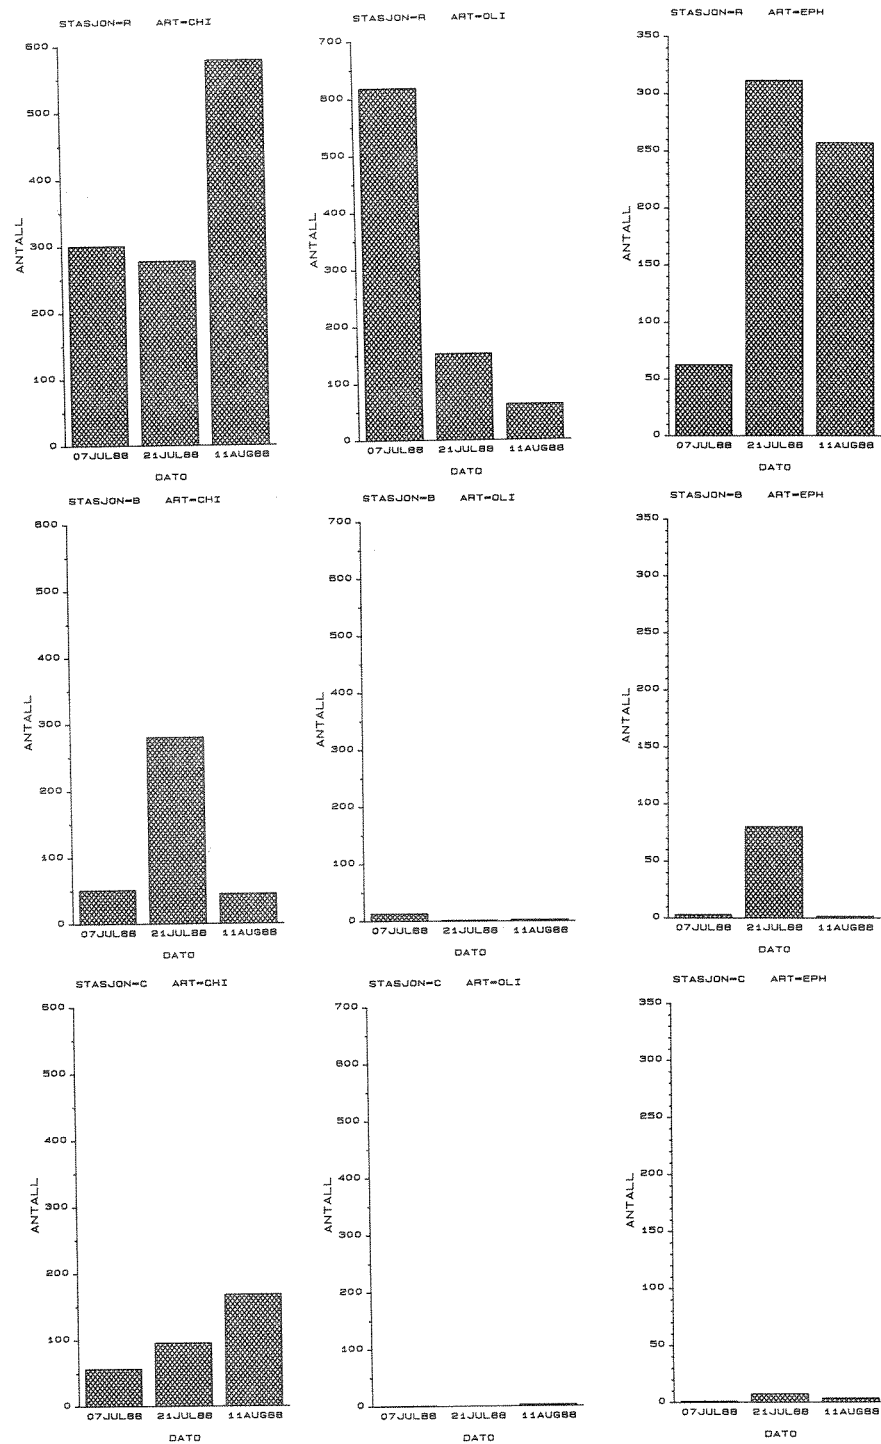 STASJON=R ART=CHI
600
500
400
300
200
100
0
ANTALL
07JUL88 21JUL88 11AUG88
DATO
STASJON=R ART=OLI
700
600
500
400
300
200
100
0
ANTALL
07JUL88 21JUL88 11AUG88
DATO
STASJON=R ART=EPH
350
300
250
200
150
100
50
0
ANTALL
07JUL88 21JUL88 11AUG88
DATO
STASJON=B ART=CHI
600
500
400
300
200
100
0
ANTALL
07JUL88 21JUL88 11AUG88
DATO
STASJON=B ART=OLI
700
600
500
400
300
200
100
0
ANTALL
07JUL88 21JUL88 11AUG88
DATO
STASJON=B ART=EPH
350
300
250
200
150
100
50
0
ANTALL
07JUL88 21JUL88 11AUG88
DATO
STASJON=C ART=CHI
600
500
400
300
200
100
0
ANTALL
07JUL88 21JUL88 11AUG88
DATO
STASJON=C ART=OLI
700
600
500
400
300
200
100
0
ANTALL
07JUL88 21JUL88 11AUG88
DATO
STASJON=C ART=EPH
350
300
250
200
150
100
50
0
ANTALL
07JUL88 21JUL88 11AUG88
DATO